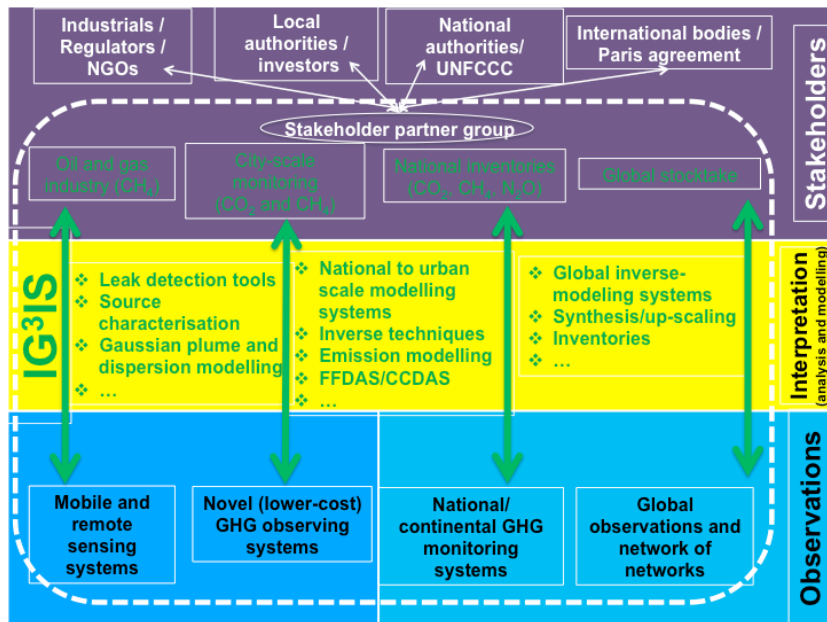 Industrials /
Regulators /
NGOs
Local
authorities /
investors
National
authorities/
UNFCCC
International bodies /
Paris agreement
Stakeholders
Stakeholder partner group
Oil and gas
industry (CH₄)
City-scale
monitoring
(CO₂ and CH₄)
National inventories
(CO₂, CH₄, N₂O)
Global stocktake
IG³IS
❖ Leak detection tools
❖ Source
characterisation
❖ Gaussian plume and
dispersion modelling
❖ …
❖ National to urban
scale modelling
systems
❖ Inverse techniques
❖ Emission modelling
❖ FFDAS/CCDAS
❖ …
❖ Global inverse-
modeling systems
❖ Synthesis/up-scaling
❖ Inventories
❖ …
Interpretation
(analysis and modelling)
Mobile and
remote
sensing
systems
Novel (lower-cost)
GHG observing
systems
National/
continental GHG
monitoring
systems
Global
observations and
network of
networks
Observations